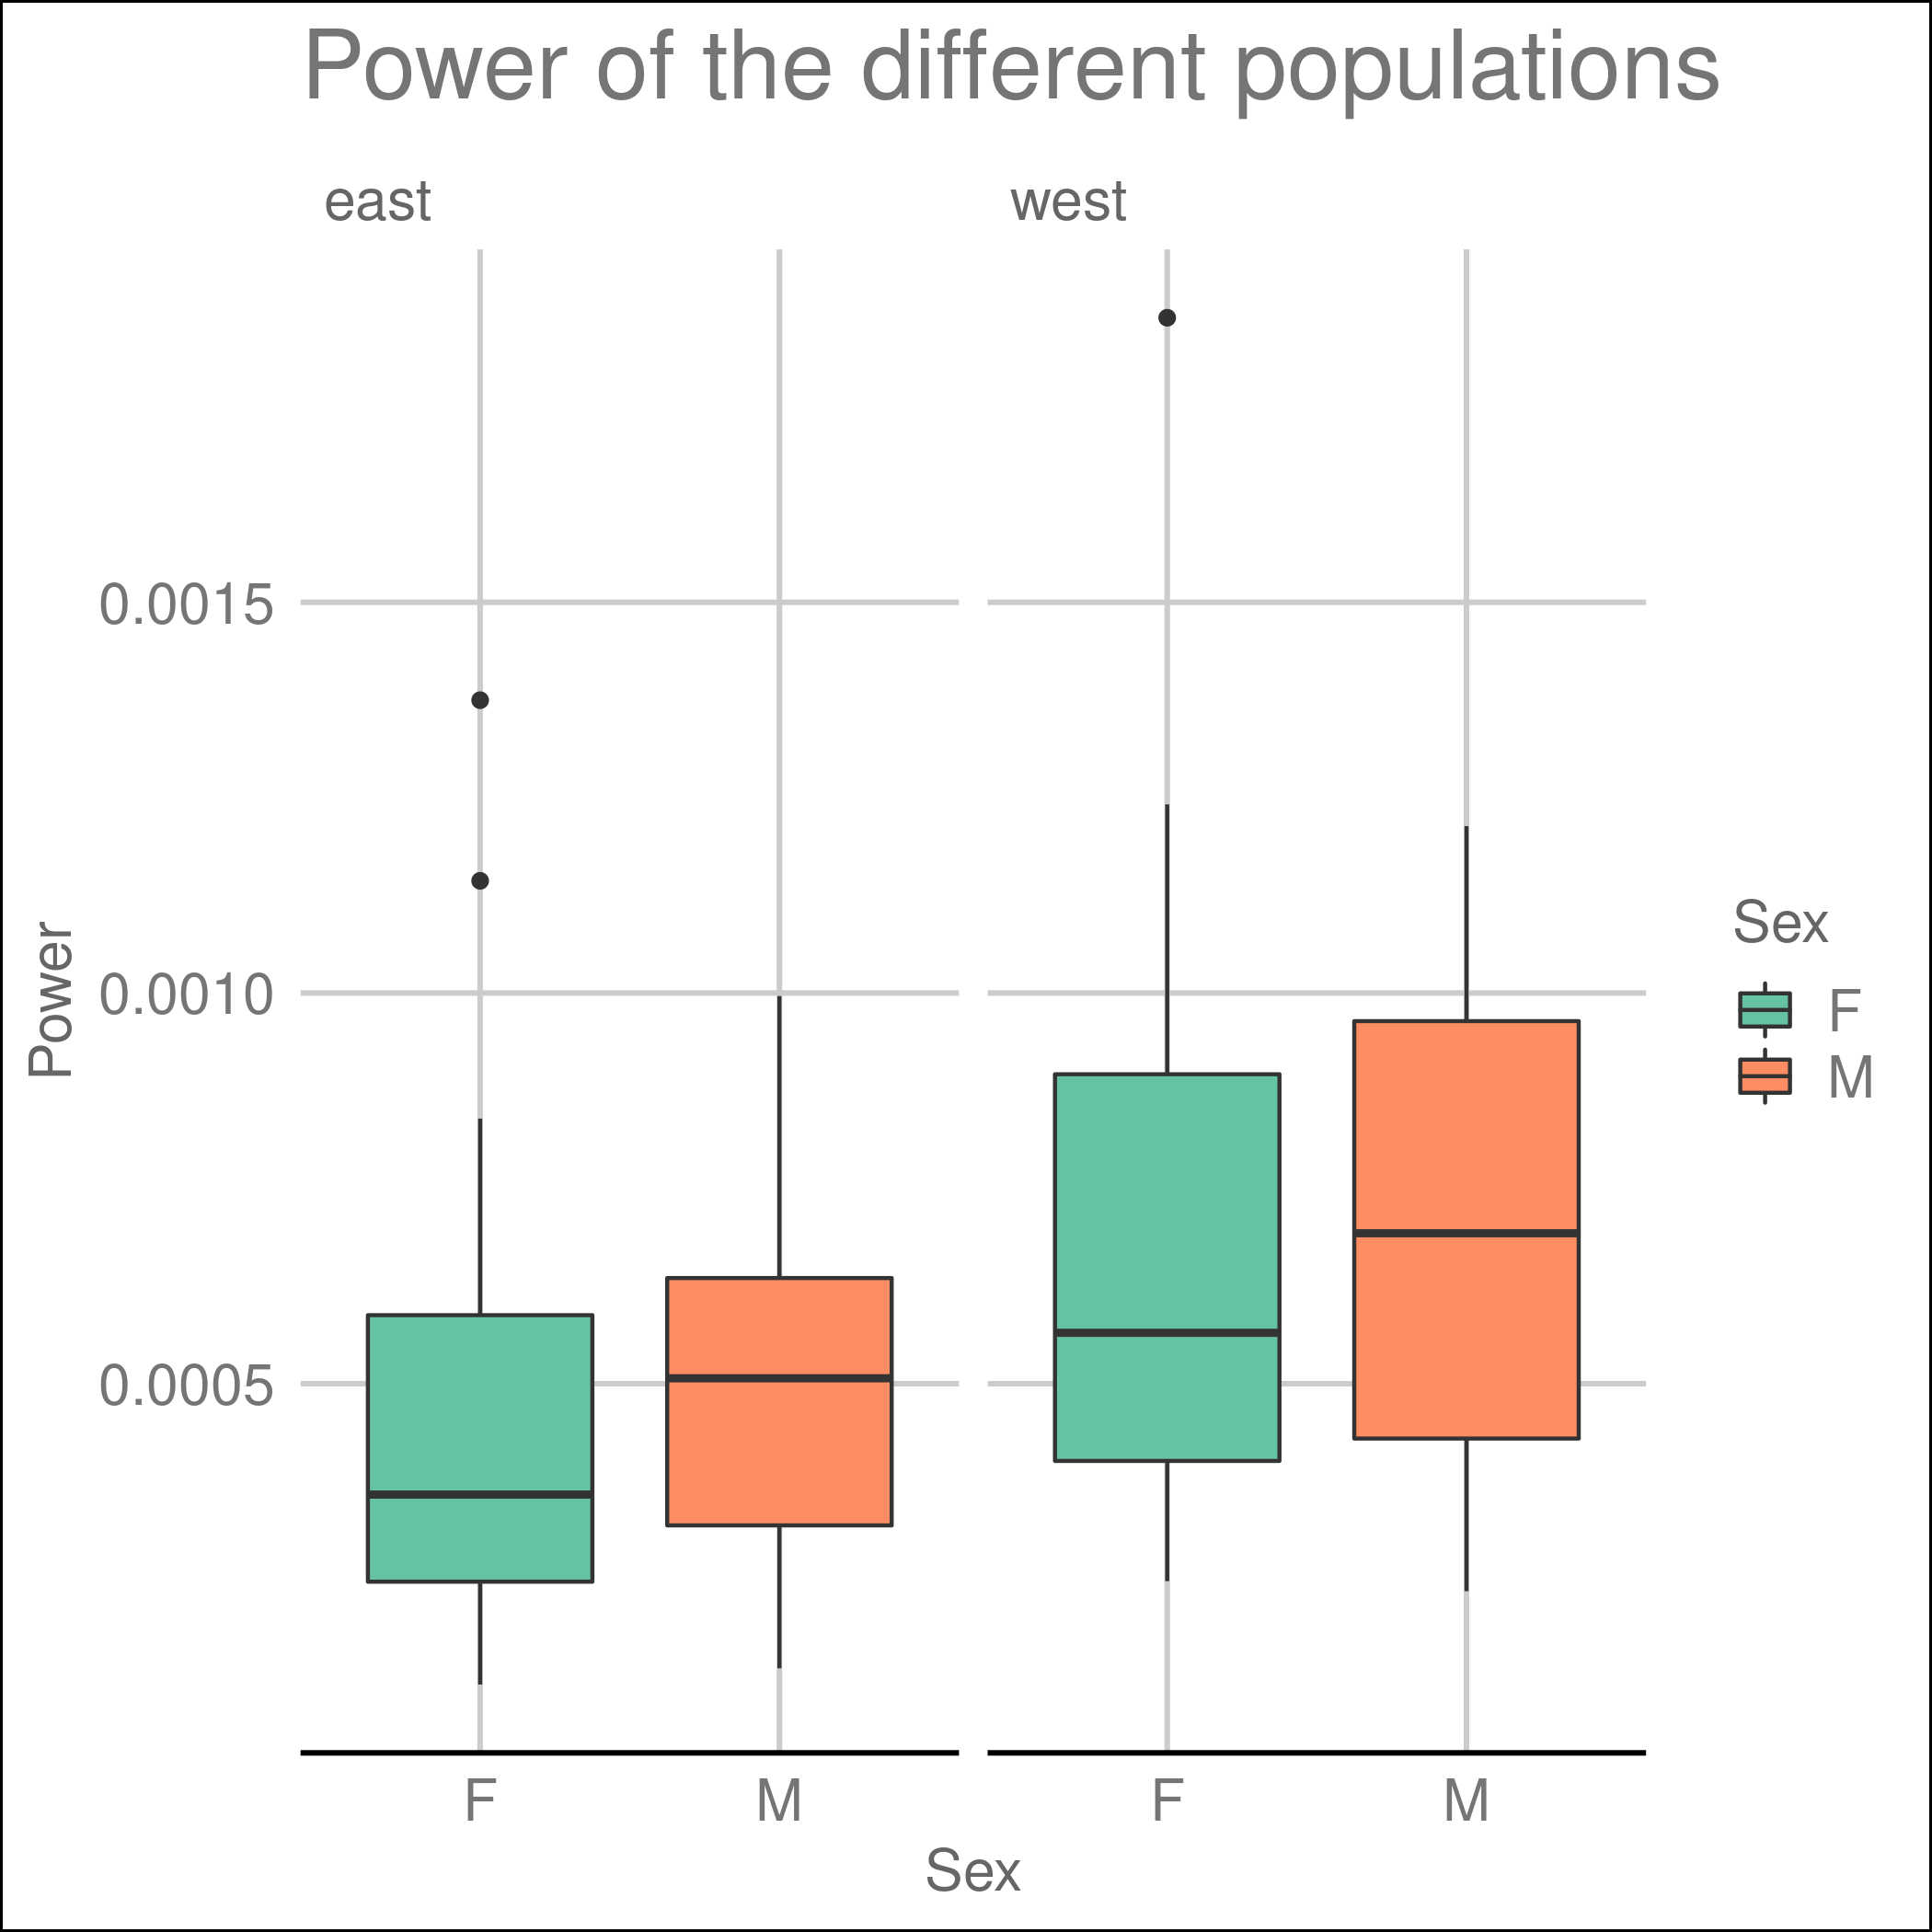 Power of the different populations
east
west
0.0015
0.0010
0.0005
Power
F
M
F
M
Sex
Sex
F
M